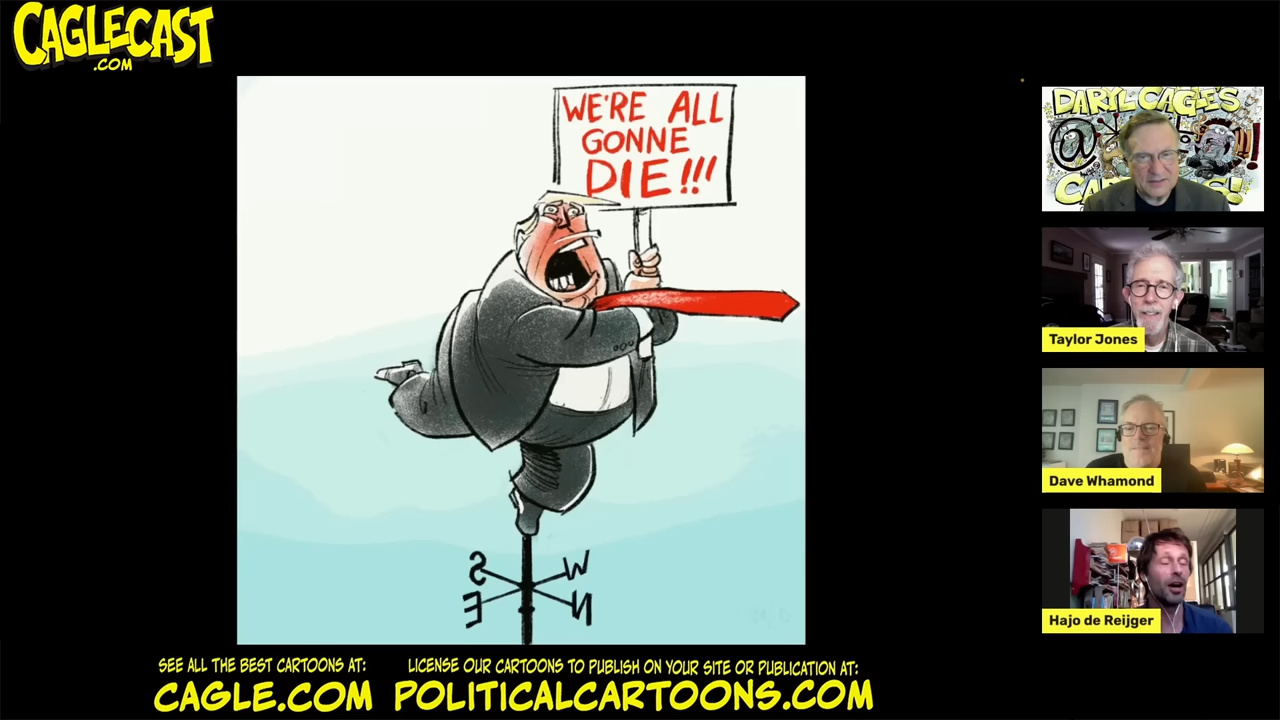 CAGLECAST
.COM
WE'RE ALL
GONNE
DIE!!!
S
W
E
N
DARYL CAGLE'S
Taylor Jones
Dave Whamond
Hajo de Reijger
SEE ALL THE BEST CARTOONS AT:
CAGLE.COM
LICENSE OUR CARTOONS TO PUBLISH ON YOUR SITE OR PUBLICATION AT:
POLITICALCARTOONS.COM